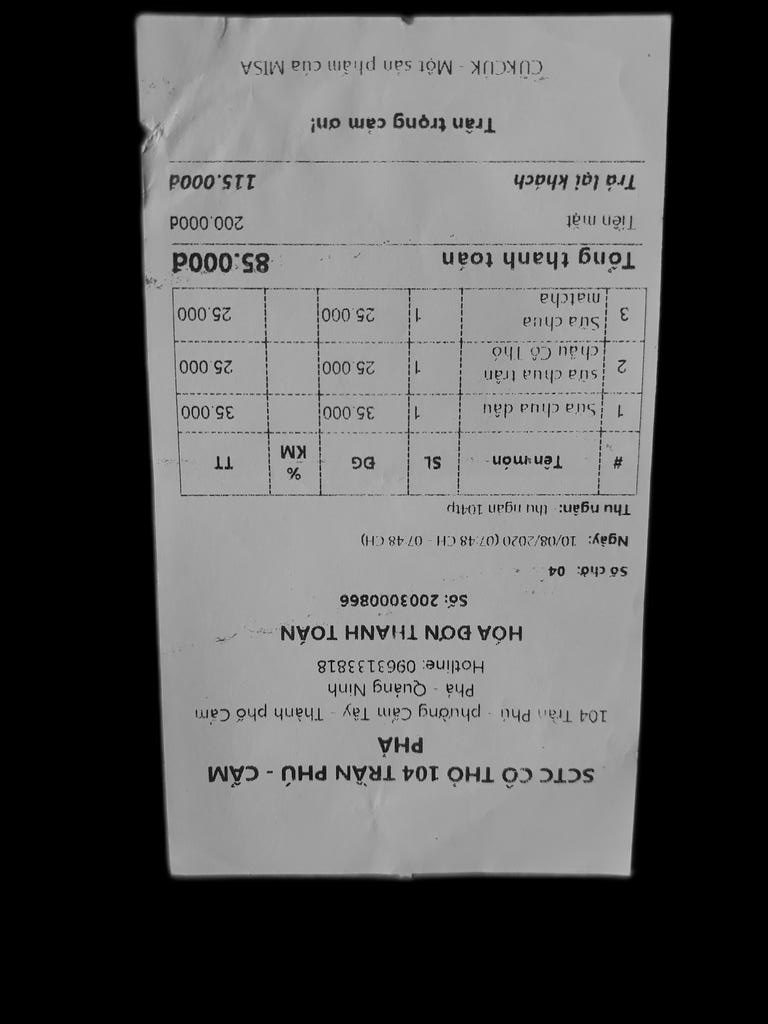 SCTC CÔ THỎ 104 TRẦN PHÚ - CẨM
PHẢ
104 Trần Phú - phường Cẩm Tây - Thành phố Cẩm
Phả - Quảng Ninh
Hotline: 0963133818
HÓA ĐƠN THANH TOÁN
Số: 2003000866
Số chờ: 04
Ngày: 10/08/2020 (07:48 CH - 07:48 CH)
Thu ngân: thu ngan 104tp
# Tên món SL ĐG % KM TT
1 Sữa chua dâu 1 35.000 35.000
2 sữa chua trân châu Cô Thỏ 1 25.000 25.000
3 Sữa chua matcha 1 25.000 25.000
Tổng thanh toán 85.000đ
Tiền mặt 200.000đ
Trả lại khách 115.000đ
Trân trọng cảm ơn!
CUKCUK - Một sản phẩm của MISA